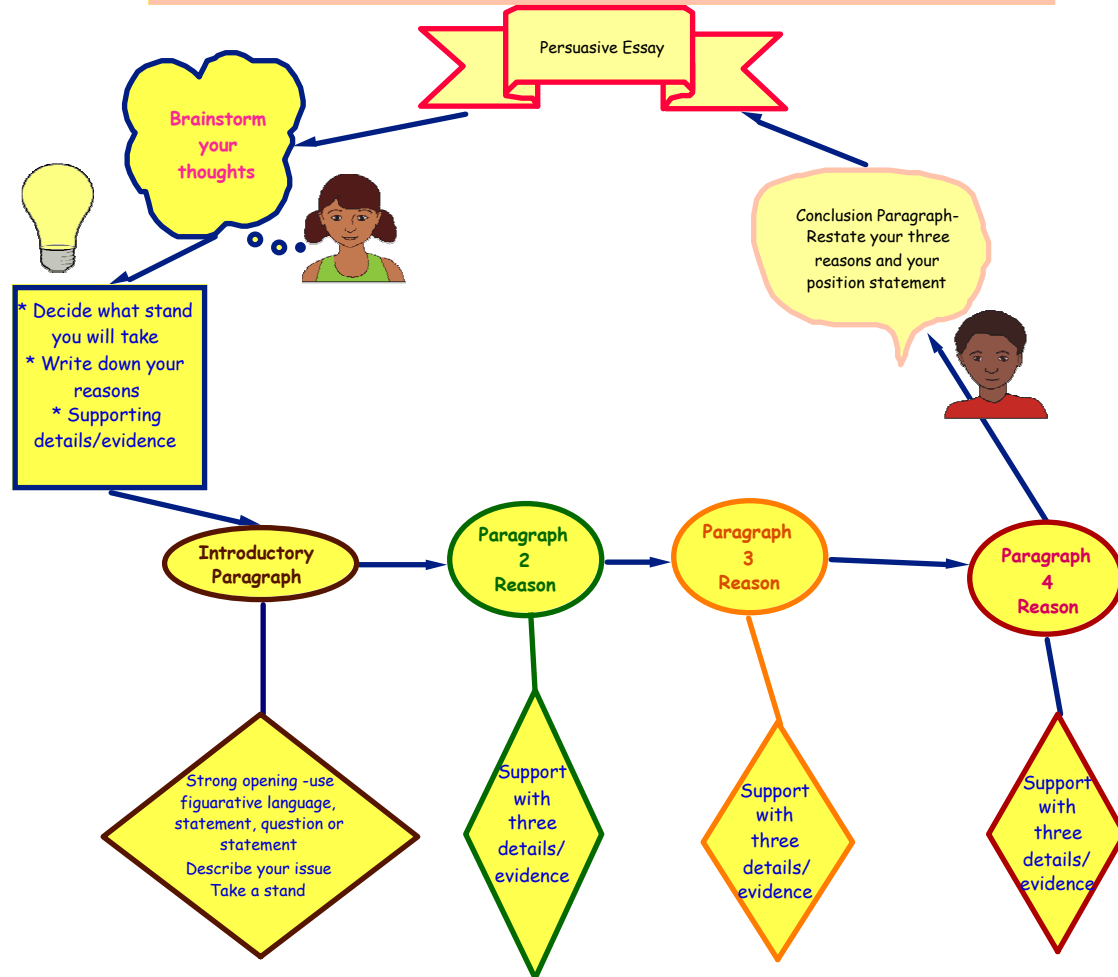 Persuasive Essay
Brainstorm
your
thoughts
Conclusion Paragraph-
Restate your three
reasons and your
position statement
* Decide what stand
you will take
* Write down your
reasons
* Supporting
details/evidence
Introductory
Paragraph
Paragraph
2
Reason
Paragraph
3
Reason
Paragraph
4
Reason
Strong opening -use
figuarative language,
statement, question or
statement
Describe your issue
Take a stand
Support
with
three
details/
evidence
Support
with
three
details/
evidence
Support
with
three
details/
evidence